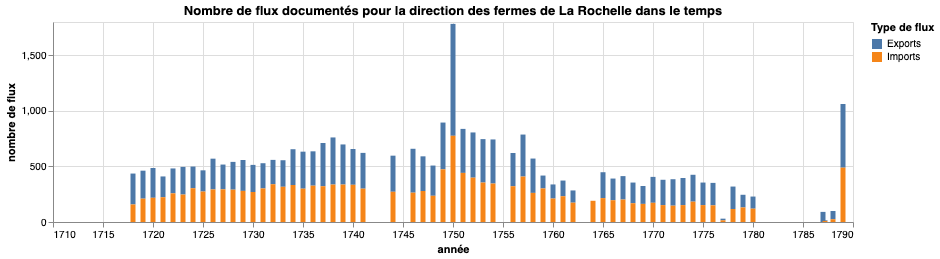 Nombre de flux documentés pour la direction des fermes de La Rochelle dans le temps
Type de flux
Exports
Imports
nombre de flux
1,500
1,000
500
0
1710 1715 1720 1725 1730 1735 1740 1745 1750 1755 1760 1765 1770 1775 1780 1785 1790
année